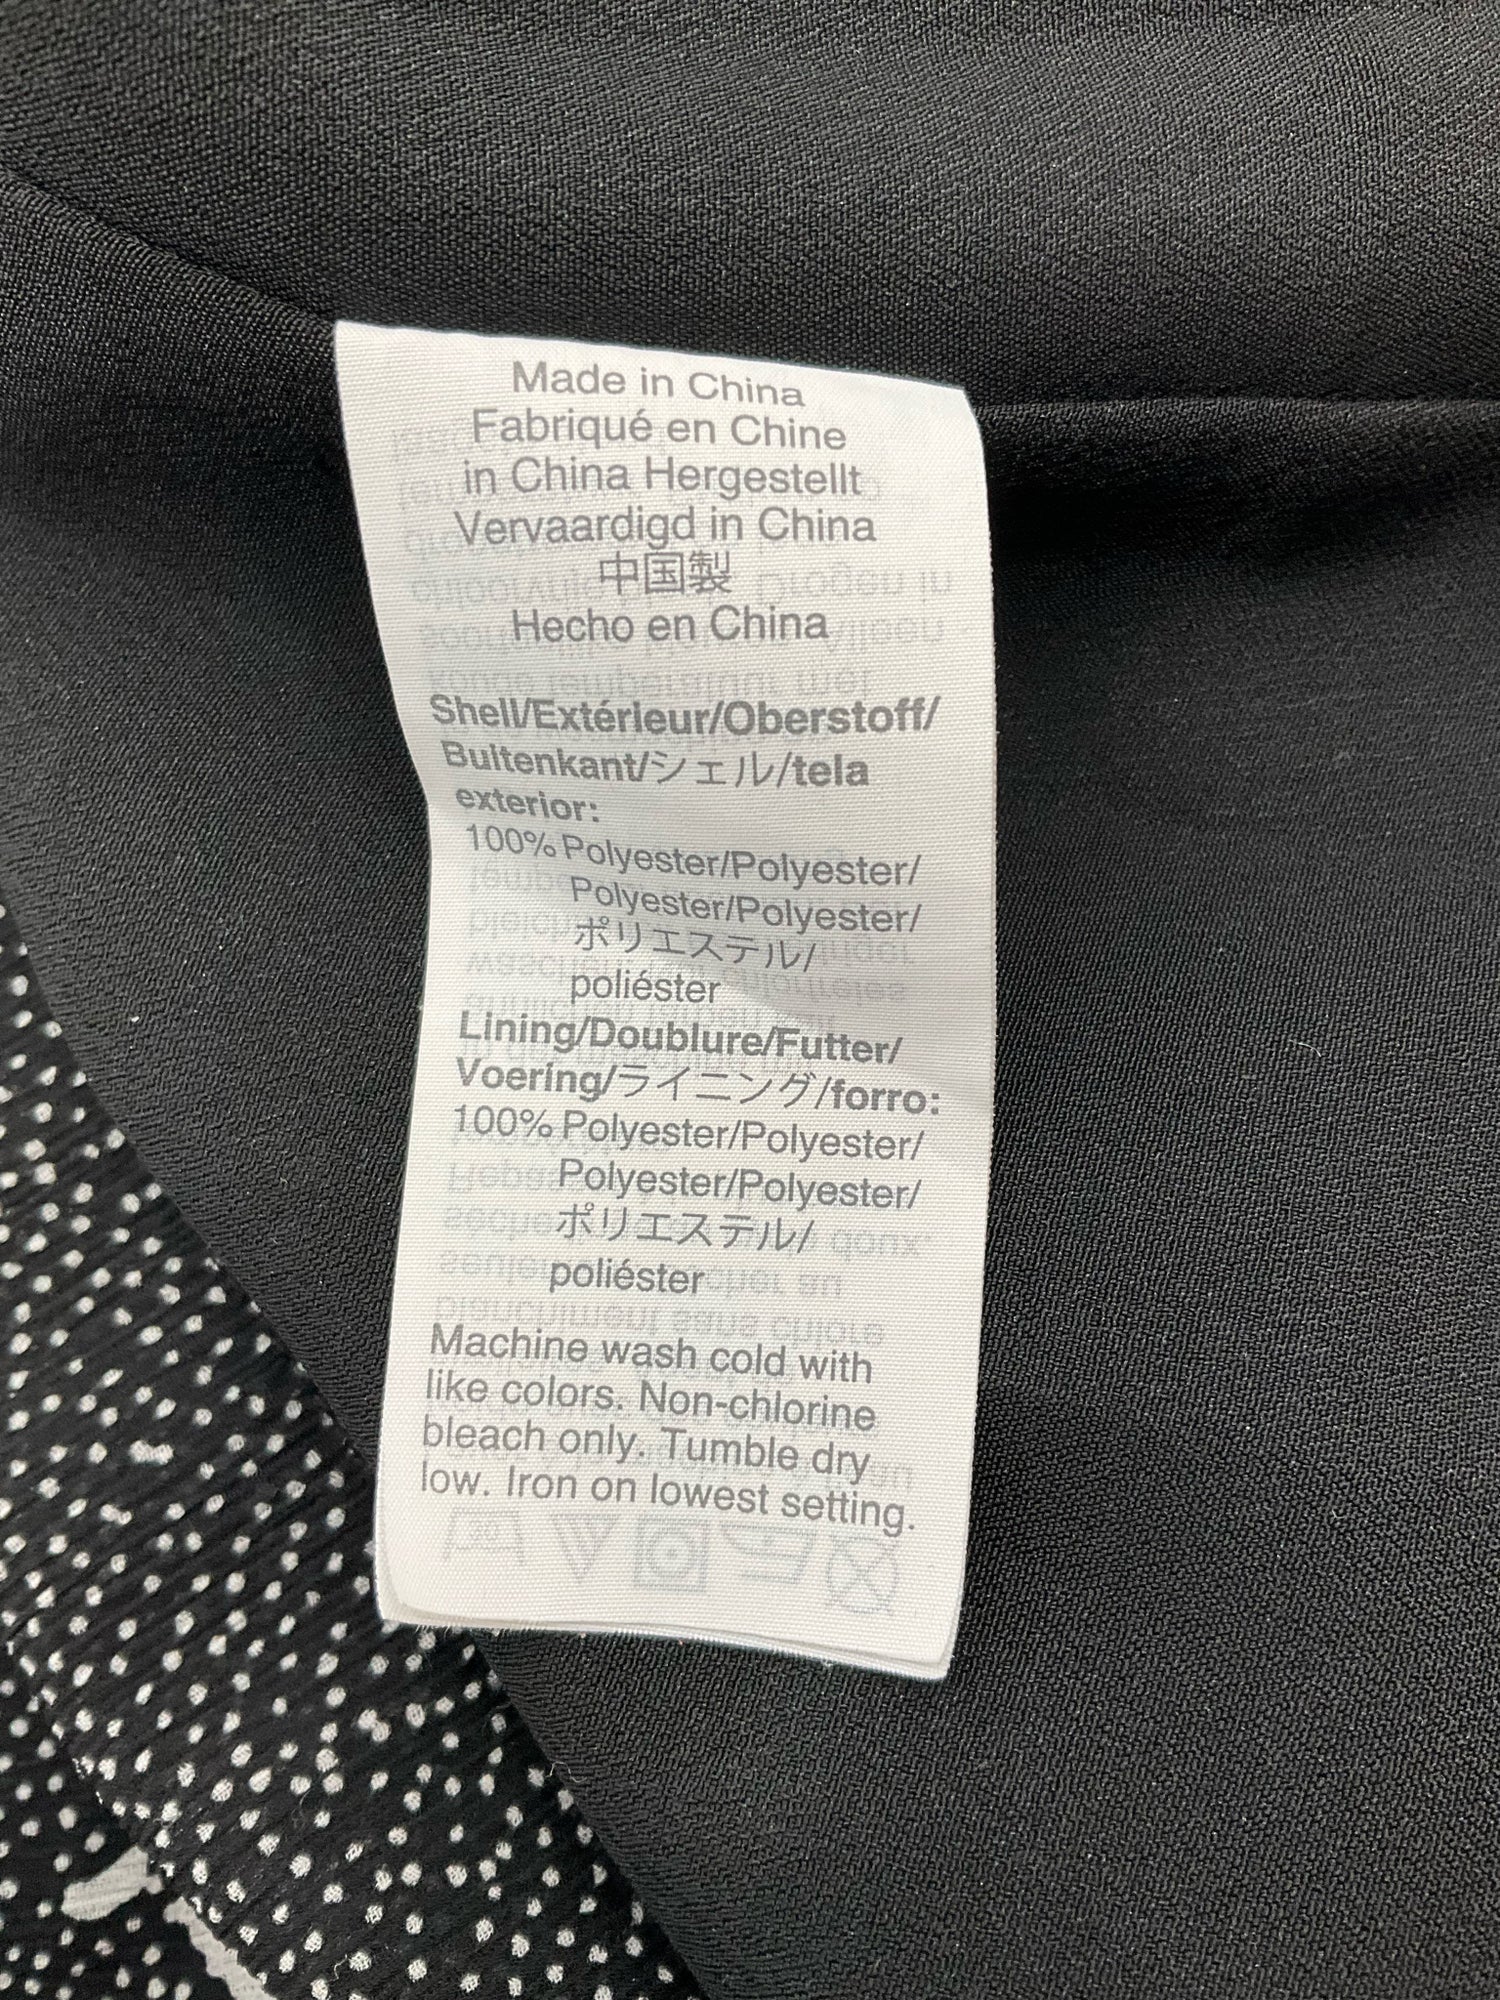 Made in China
Fabriqué en Chine
in China Hergestellt
Vervaardigd in China
中国製
Hecho en China
Shell/Extérieur/Oberstoff/
Bultenkant/シェル/tela
exterior:
100% Polyester/Polyester/
Polyester/Polyester/
ポリエステル/
poliéster
Lining/Doublure/Futter/
Voering/ライニング/forro:
100% Polyester/Polyester/
Polyester/Polyester/
ポリエステル/
poliéster
Machine wash cold with
like colors. Non-chlorine
bleach only. Tumble dry
low. Iron on lowest setting.